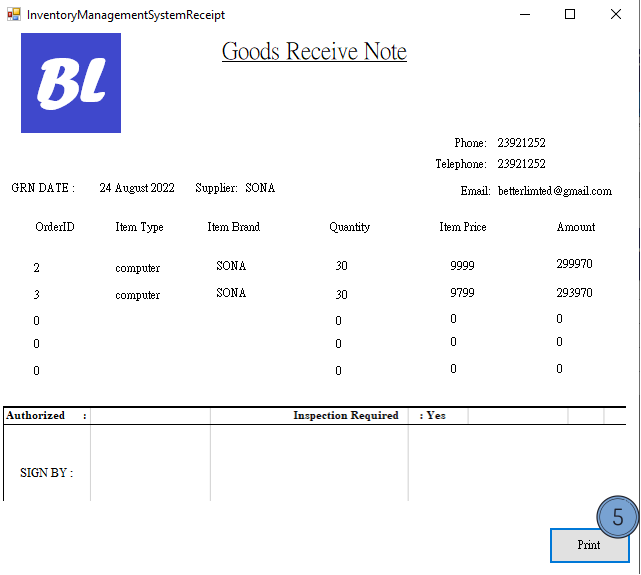 InventoryManagementSystemReceipt
BL
Goods Receive Note
Phone: 23921252
Telephone: 23921252
GRN DATE : 24 August 2022 Supplier: SONA Email: betterlimted@gmail.com
OrderID Item Type Item Brand Quantity Item Price Amount
2 computer SONA 30 9999 299970
3 computer SONA 30 9799 293970
0 0 0 0
0 0 0 0
0 0 0 0
Authorized : Inspection Required : Yes
SIGN BY :
5
Print